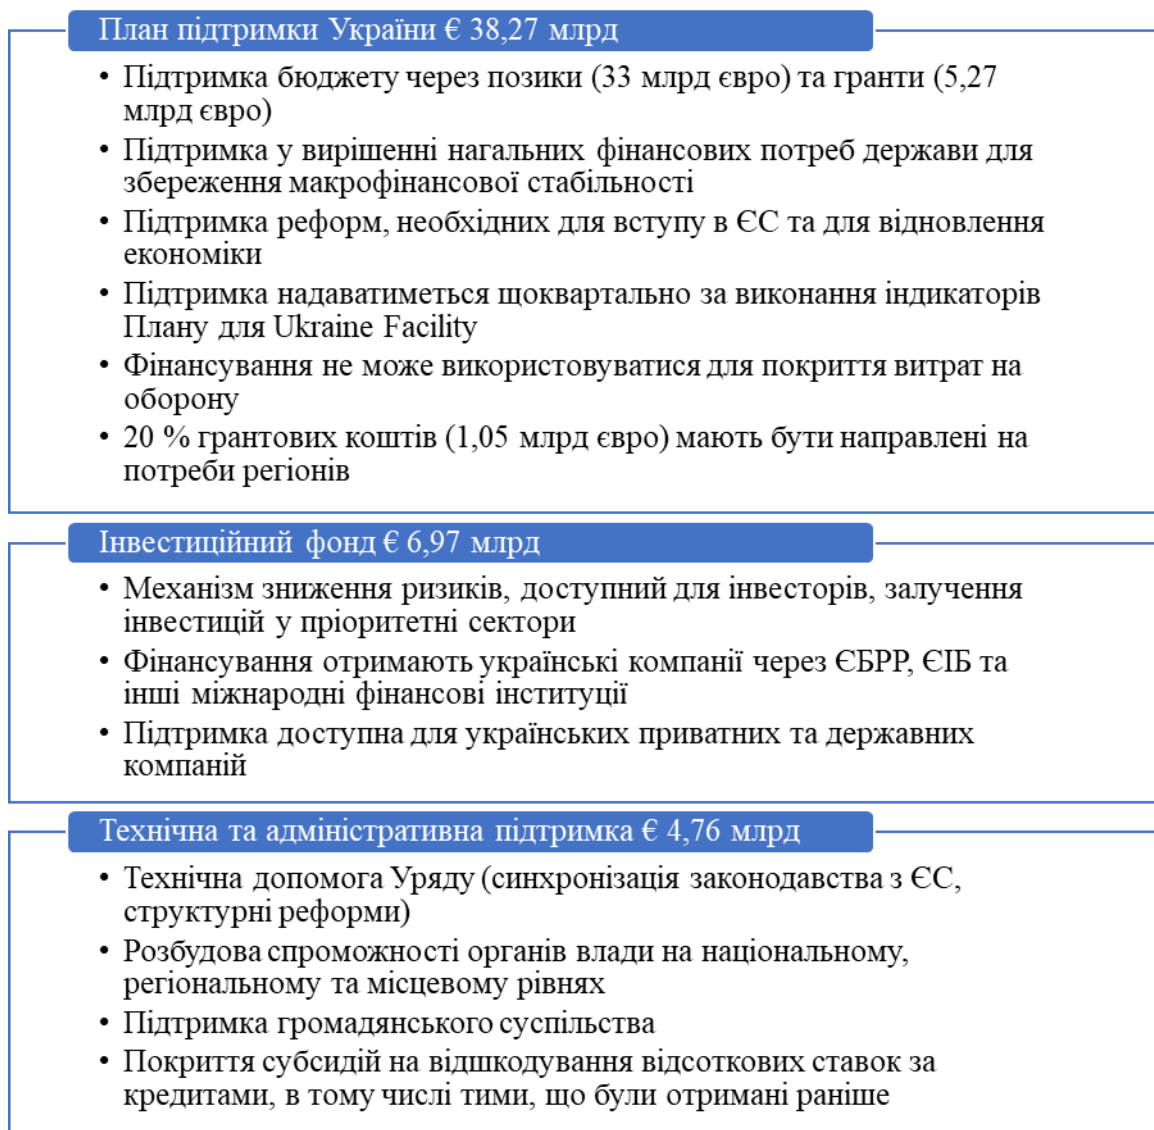 План підтримки України € 38,27 млрд
• Підтримка бюджету через позики (33 млрд євро) та гранти (5,27
млрд євро)
• Підтримка у вирішенні нагальних фінансових потреб держави для
збереження макрофінансової стабільності
• Підтримка реформ, необхідних для вступу в ЄС та для відновлення
економіки
• Підтримка надаватиметься щоквартально за виконання індикаторів
Плану для Ukraine Facility
• Фінансування не може використовуватися для покриття витрат на
оборону
• 20 % грантових коштів (1,05 млрд євро) мають бути направлені на
потреби регіонів
Інвестиційний фонд € 6,97 млрд
• Механізм зниження ризиків, доступний для інвесторів, залучення
інвестицій у пріоритетні сектори
• Фінансування отримають українські компанії через ЄБРР, ЄІБ та
інші міжнародні фінансові інституції
• Підтримка доступна для українських приватних та державних
компаній
Технічна та адміністративна підтримка € 4,76 млрд
• Технічна допомога Уряду (синхронізація законодавства з ЄС,
структурні реформи)
• Розбудова спроможності органів влади на національному,
регіональному та місцевому рівнях
• Підтримка громадянського суспільства
• Покриття субсидій на відшкодування відсоткових ставок за
кредитами, в тому числі тими, що були отримані раніше